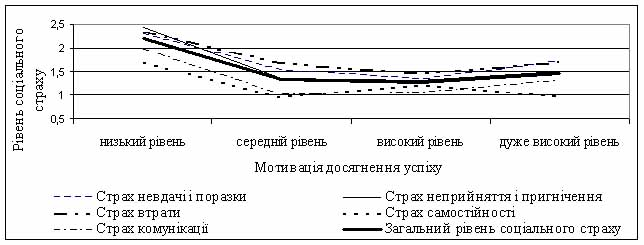 Рівень соціального
страху
2,5
2
1,5
1
0,5
низький рівень середній рівень високий рівень дуже високий рівень
Мотивація досягнення успіху
Страх невдачі і поразки Страх неприйняття і пригнічення
Страх втрати Страх самостійності
Страх комунікації Загальний рівень соціального страху